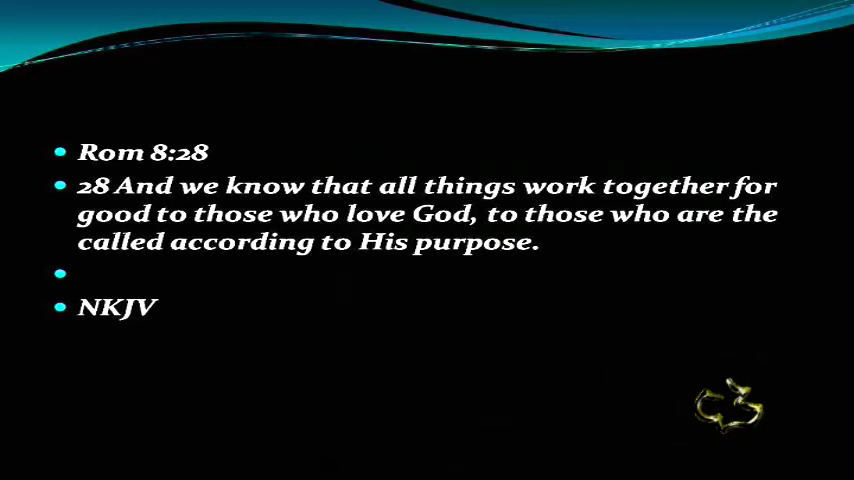 Rom 8:28
28 And we know that all things work together for
good to those who love God, to those who are the
called according to His purpose.
NKJV